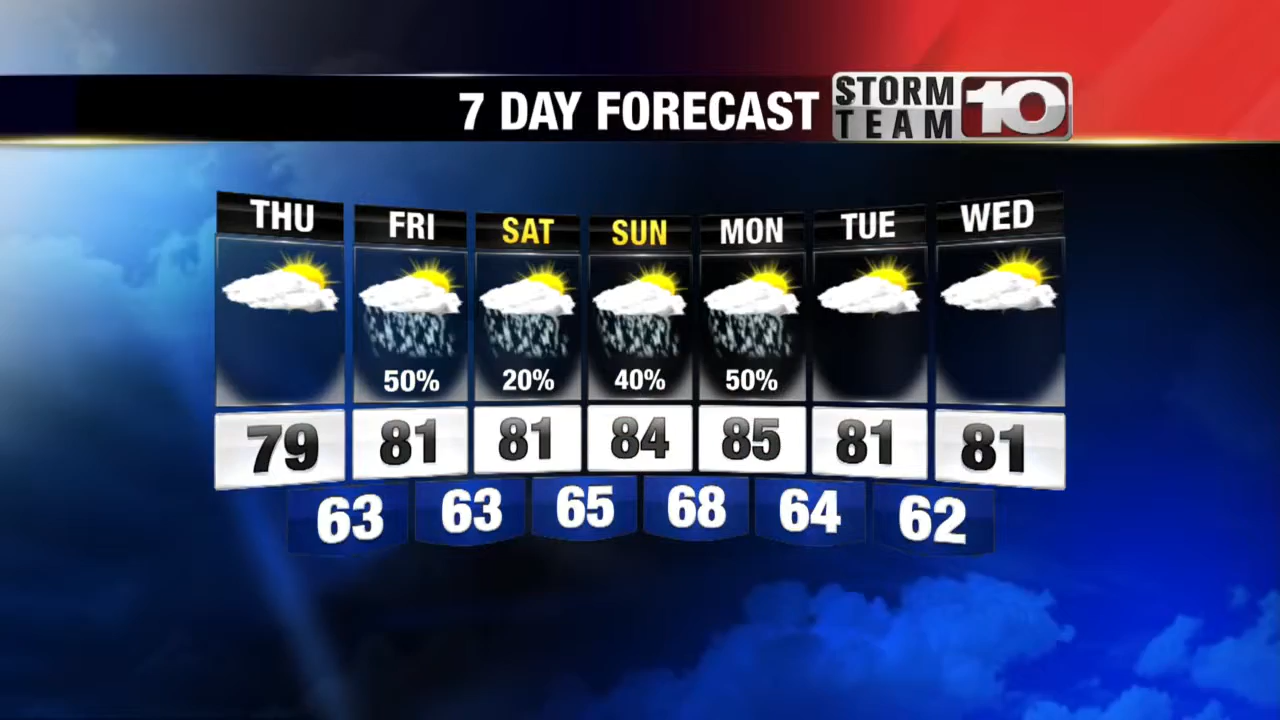 7 DAY FORECAST
STORM TEAM 10
THU FRI SAT SUN MON TUE WED
50% 20% 40% 50%
79 81 81 84 85 81 81
63 63 65 68 64 62